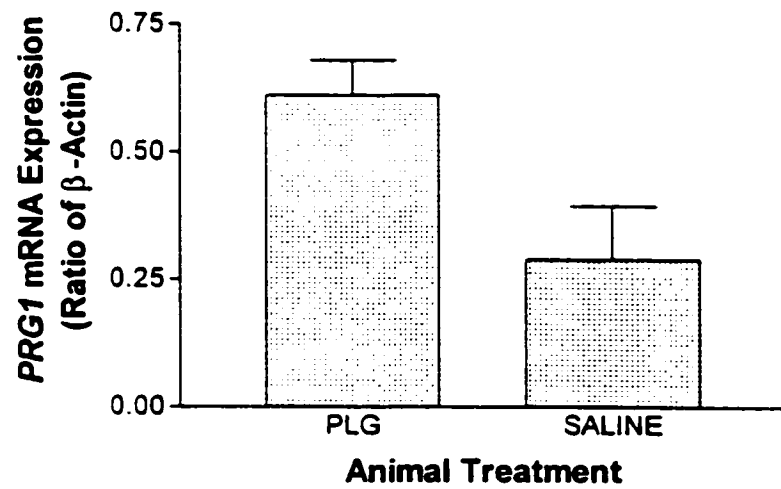 PRG1 mRNA Expression
(Ratio of β-Actin)
0.75
0.50
0.25
0.00
PLG
SALINE
Animal Treatment